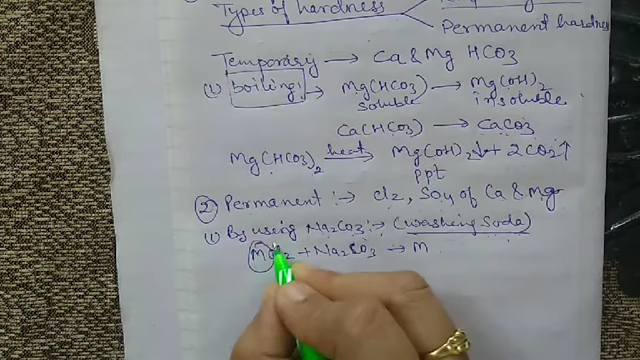 Types of hardness
Permanent hardness
Temporary → Ca & Mg HCO3
(1) boiling → Mg(HCO3) → Mg(OH)2
soluble insoluble
Ca(HCO3) → CaCO3
Mg(HCO3)2 heat→ Mg(OH)2↓ + 2CO2↑
ppt
(2) Permanent :→ Cl2, SO4 of Ca & Mg
(1) By using Na2CO3 :→ (washing soda)
+ Na2CO3 → M